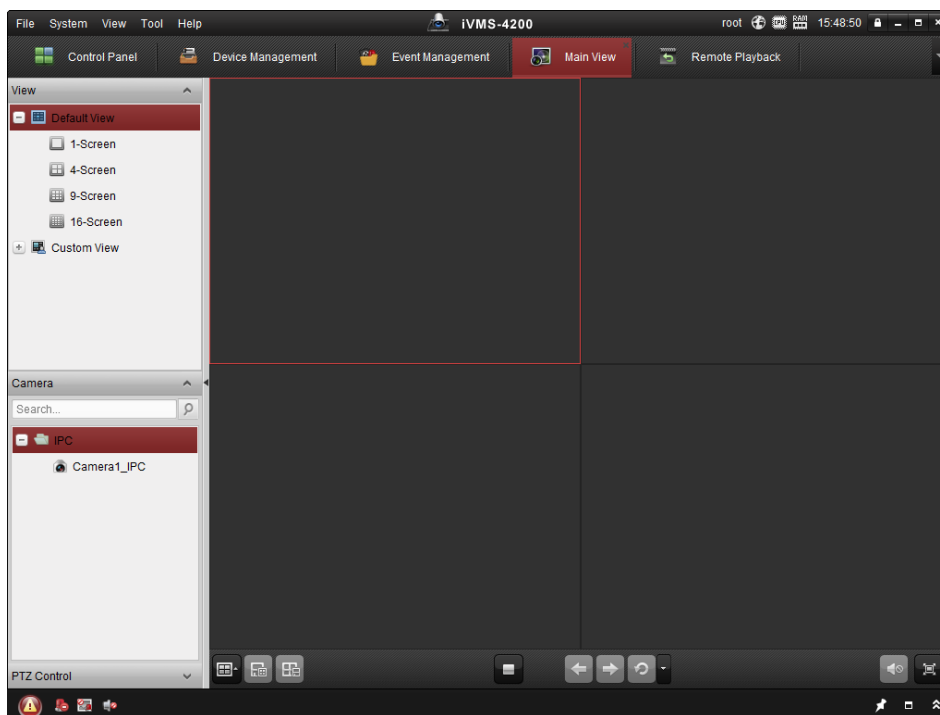 File System View Tool Help iVMS-4200 root CPU RAM 15:48:50
Control Panel Device Management Event Management Main View Remote Playback
View
Default View
1-Screen
4-Screen
9-Screen
16-Screen
Custom View
Camera
Search...
IPC
Camera1_IPC
PTZ Control